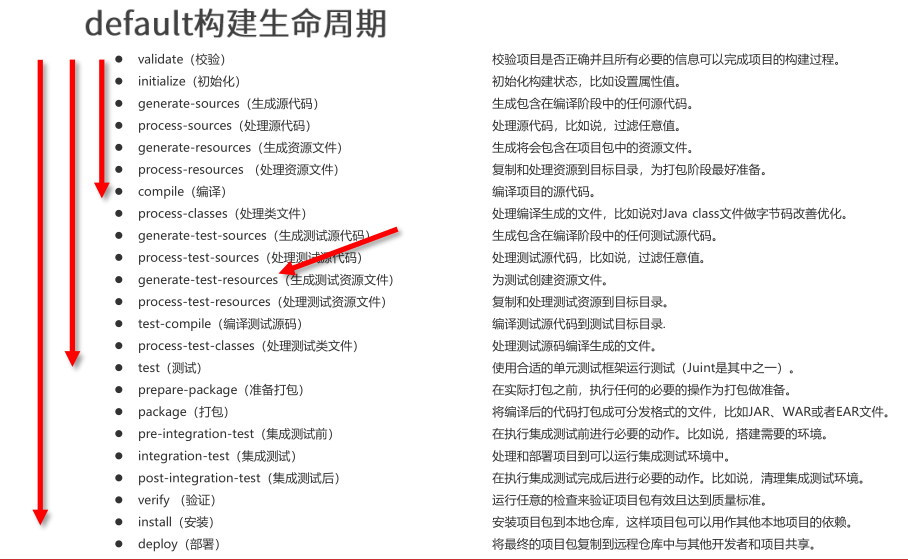 default构建生命周期
● validate（校验） 校验项目是否正确并且所有必要的信息可以完成项目的构建过程。
● initialize（初始化） 初始化构建状态，比如设置属性值。
● generate-sources（生成源代码） 生成包含在编译阶段中的任何源代码。
● process-sources（处理源代码） 处理源代码，比如说，过滤任意值。
● generate-resources（生成资源文件） 生成将会包含在项目包中的资源文件。
● process-resources （处理资源文件） 复制和处理资源到目标目录，为打包阶段最好准备。
● compile（编译） 编译项目的源代码。
● process-classes（处理类文件） 处理编译生成的文件，比如说对Java class文件做字节码改善优化。
● generate-test-sources（生成测试源代码） 生成包含在编译阶段中的任何测试源代码。
● process-test-sources（处理测试源代码） 处理测试源代码，比如说，过滤任意值。
● generate-test-resources（生成测试资源文件） 为测试创建资源文件。
● process-test-resources（处理测试资源文件） 复制和处理测试资源到目标目录。
● test-compile（编译测试源码） 编译测试源代码到测试目标目录.
● process-test-classes（处理测试类文件） 处理测试源码编译生成的文件。
● test（测试） 使用合适的单元测试框架运行测试（Juint是其中之一）。
● prepare-package（准备打包） 在实际打包之前，执行任何的必要的操作为打包做准备。
● package（打包） 将编译后的代码打包成可分发格式的文件，比如JAR、WAR或者EAR文件。
● pre-integration-test（集成测试前） 在执行集成测试前进行必要的动作。比如说，搭建需要的环境。
● integration-test（集成测试） 处理和部署项目到可以运行集成测试环境中。
● post-integration-test（集成测试后） 在执行集成测试完成后进行必要的动作。比如说，清理集成测试环境。
● verify （验证） 运行任意的检查来验证项目包有效且达到质量标准。
● install（安装） 安装项目包到本地仓库，这样项目包可以用作其他本地项目的依赖。
● deploy（部署） 将最终的项目包复制到远程仓库中与其他开发者和项目共享。